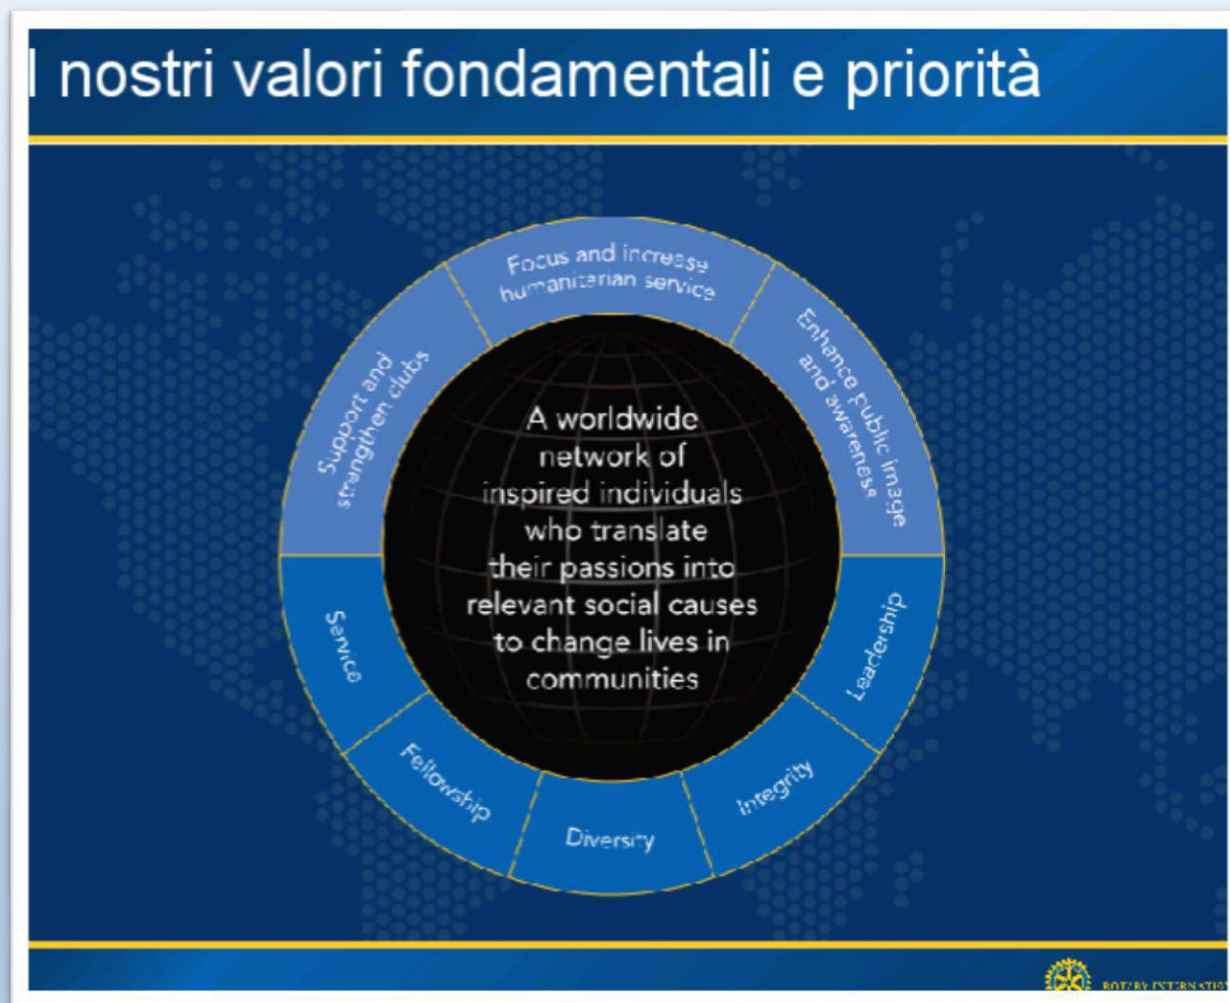 I nostri valori fondamentali e priorità
Focus and increase
humanitarian service
Support and
strengthen clubs
Enhance public image
and awareness
A worldwide
network of
inspired individuals
who translate
their passions into
relevant social causes
to change lives in
communities
Service
Fellowship
Diversity
Integrity
Leadership
ROTARY INTERNATIO